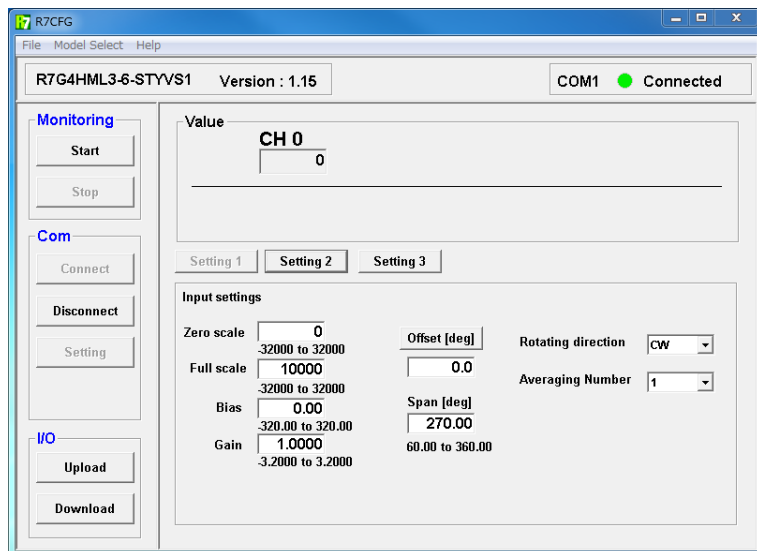 R7CFG
File Model Select Help
R7G4HML3-6-STYVS1 Version : 1.15 COM1 Connected
Monitoring
Start
Stop
Com
Connect
Disconnect
Setting
I/O
Upload
Download
Value
CH 0
0
Setting 1 Setting 2 Setting 3
Input settings
Zero scale 0
-32000 to 32000
Full scale 10000
-32000 to 32000
Bias 0.00
-320.00 to 320.00
Gain 1.0000
-3.2000 to 3.2000
Offset [deg]
0.0
Span [deg]
270.00
60.00 to 360.00
Rotating direction CW
Averaging Number 1